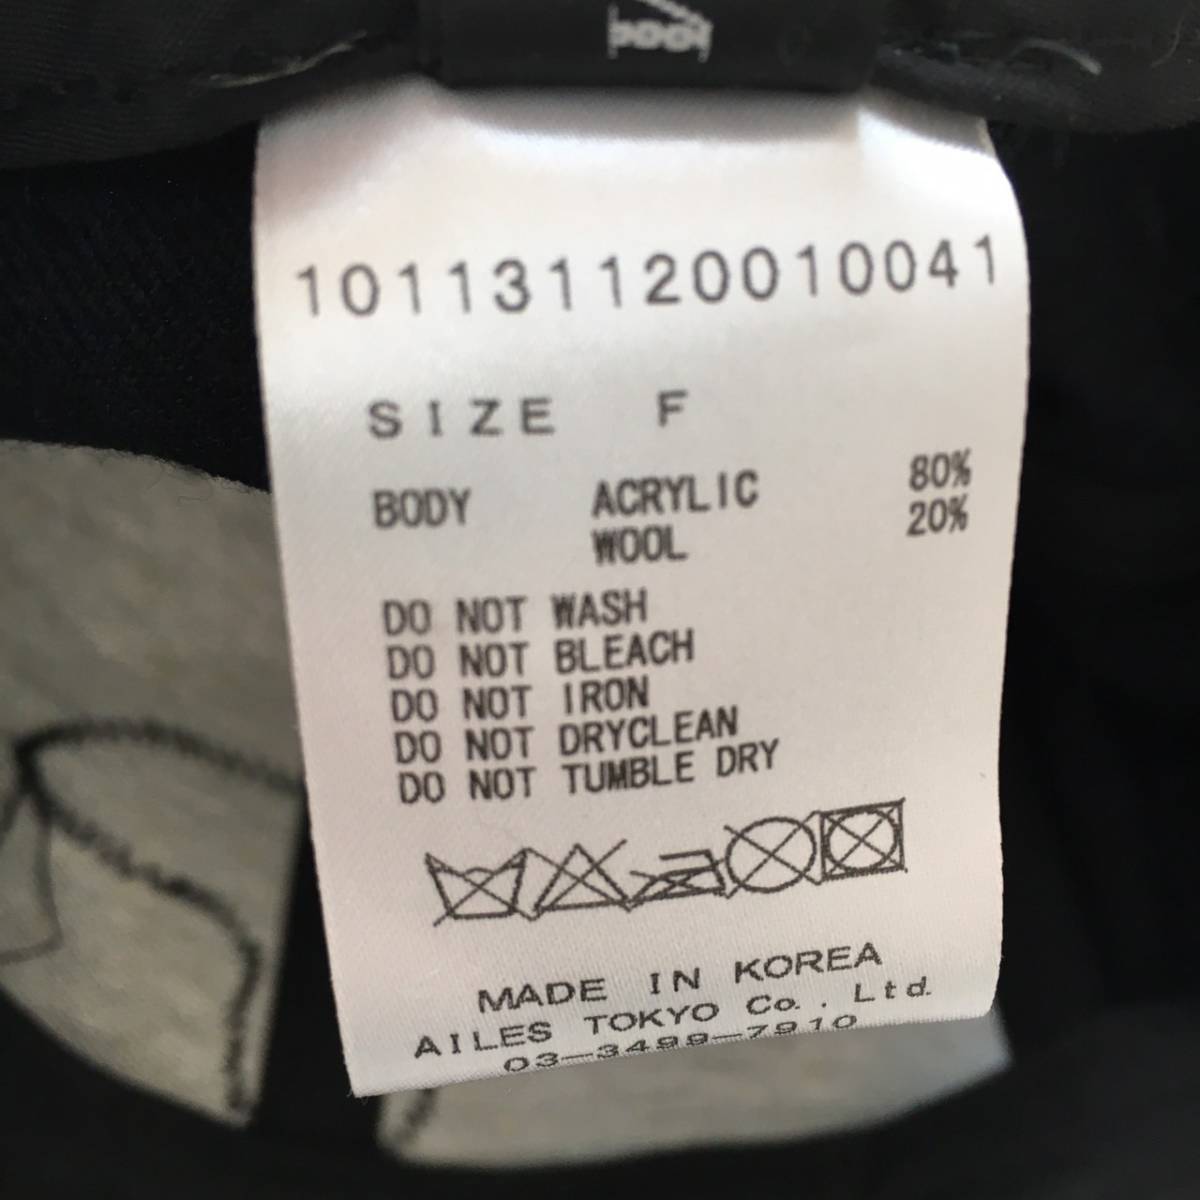 101131120010041
SIZE F
BODY ACRYLIC 80%
WOOL 20%
DO NOT WASH
DO NOT BLEACH
DO NOT IRON
DO NOT DRYCLEAN
DO NOT TUMBLE DRY
MADE IN KOREA
AILES TOKYO Co. . Ltd.
03-3499-7910